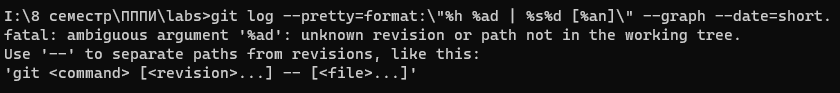 I:\8 семестр\ПППИ\labs>git log --pretty=format:\"%h %ad | %s%d [%an]\" --graph --date=short.
fatal: ambiguous argument '%ad': unknown revision or path not in the working tree.
Use '--' to separate paths from revisions, like this:
'git <command> [<revision>...] -- [<file>...]'